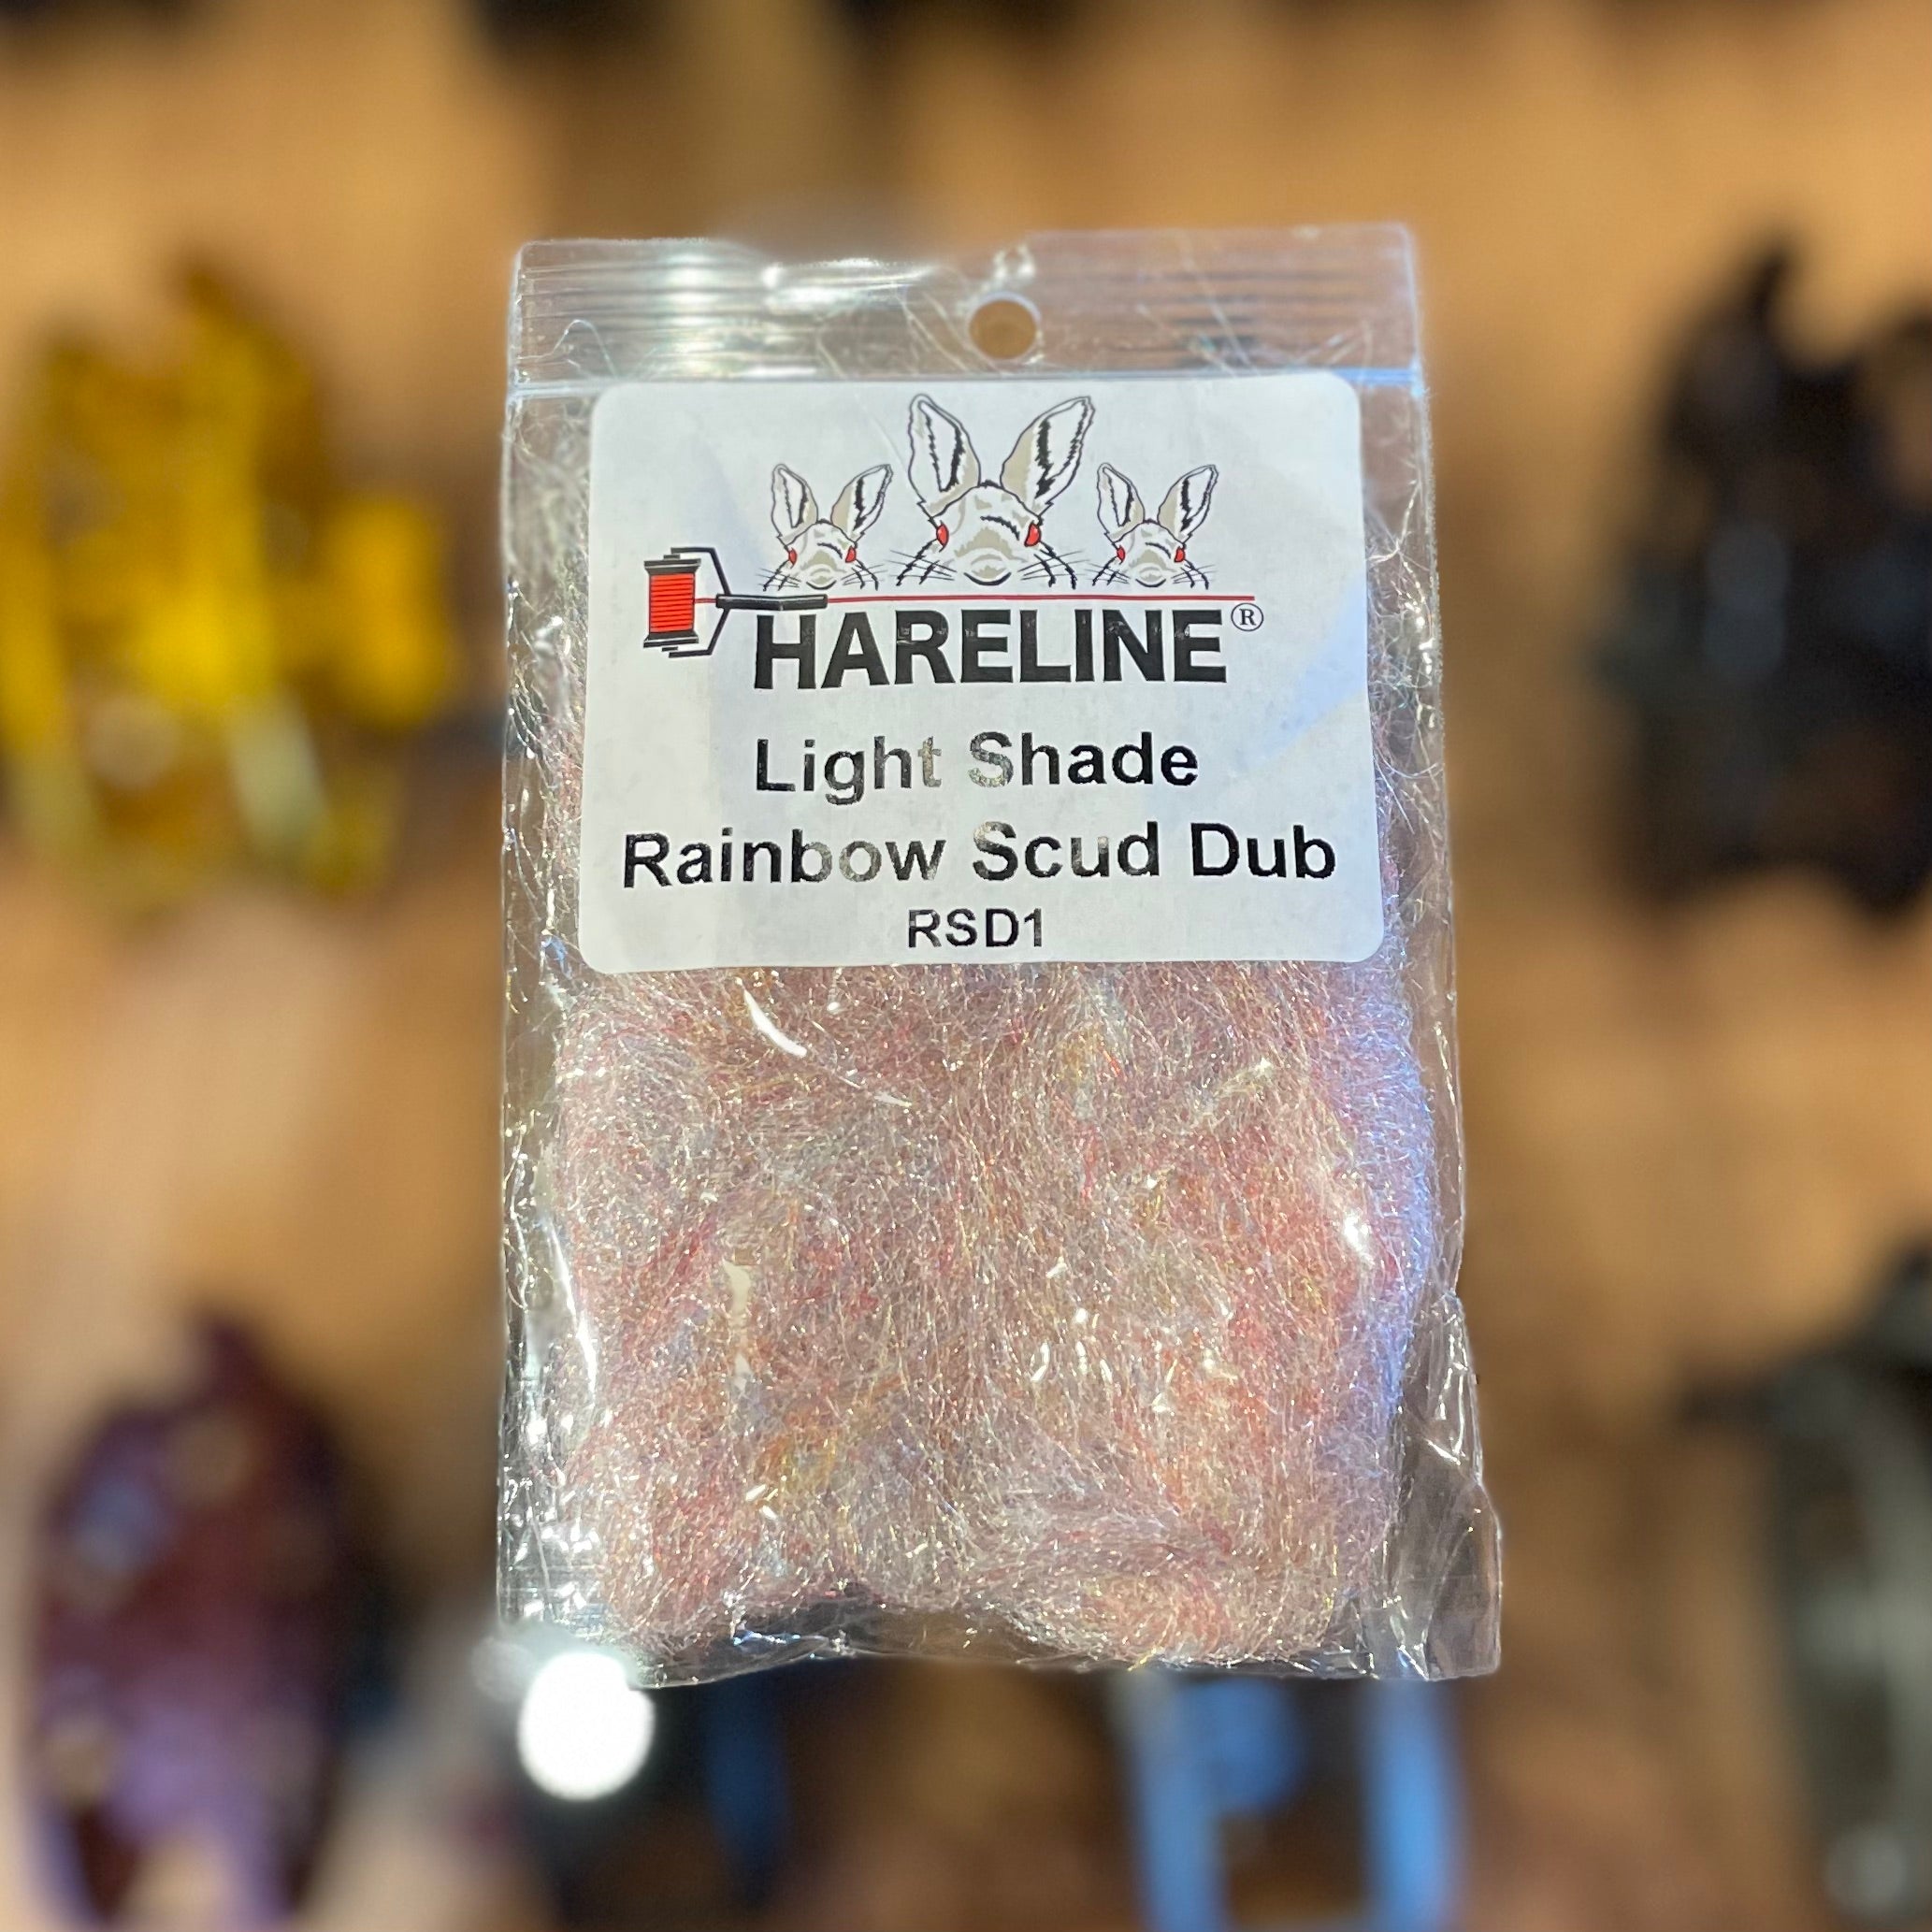 HARELINE®
Light Shade
Rainbow Scud Dub
RSD1